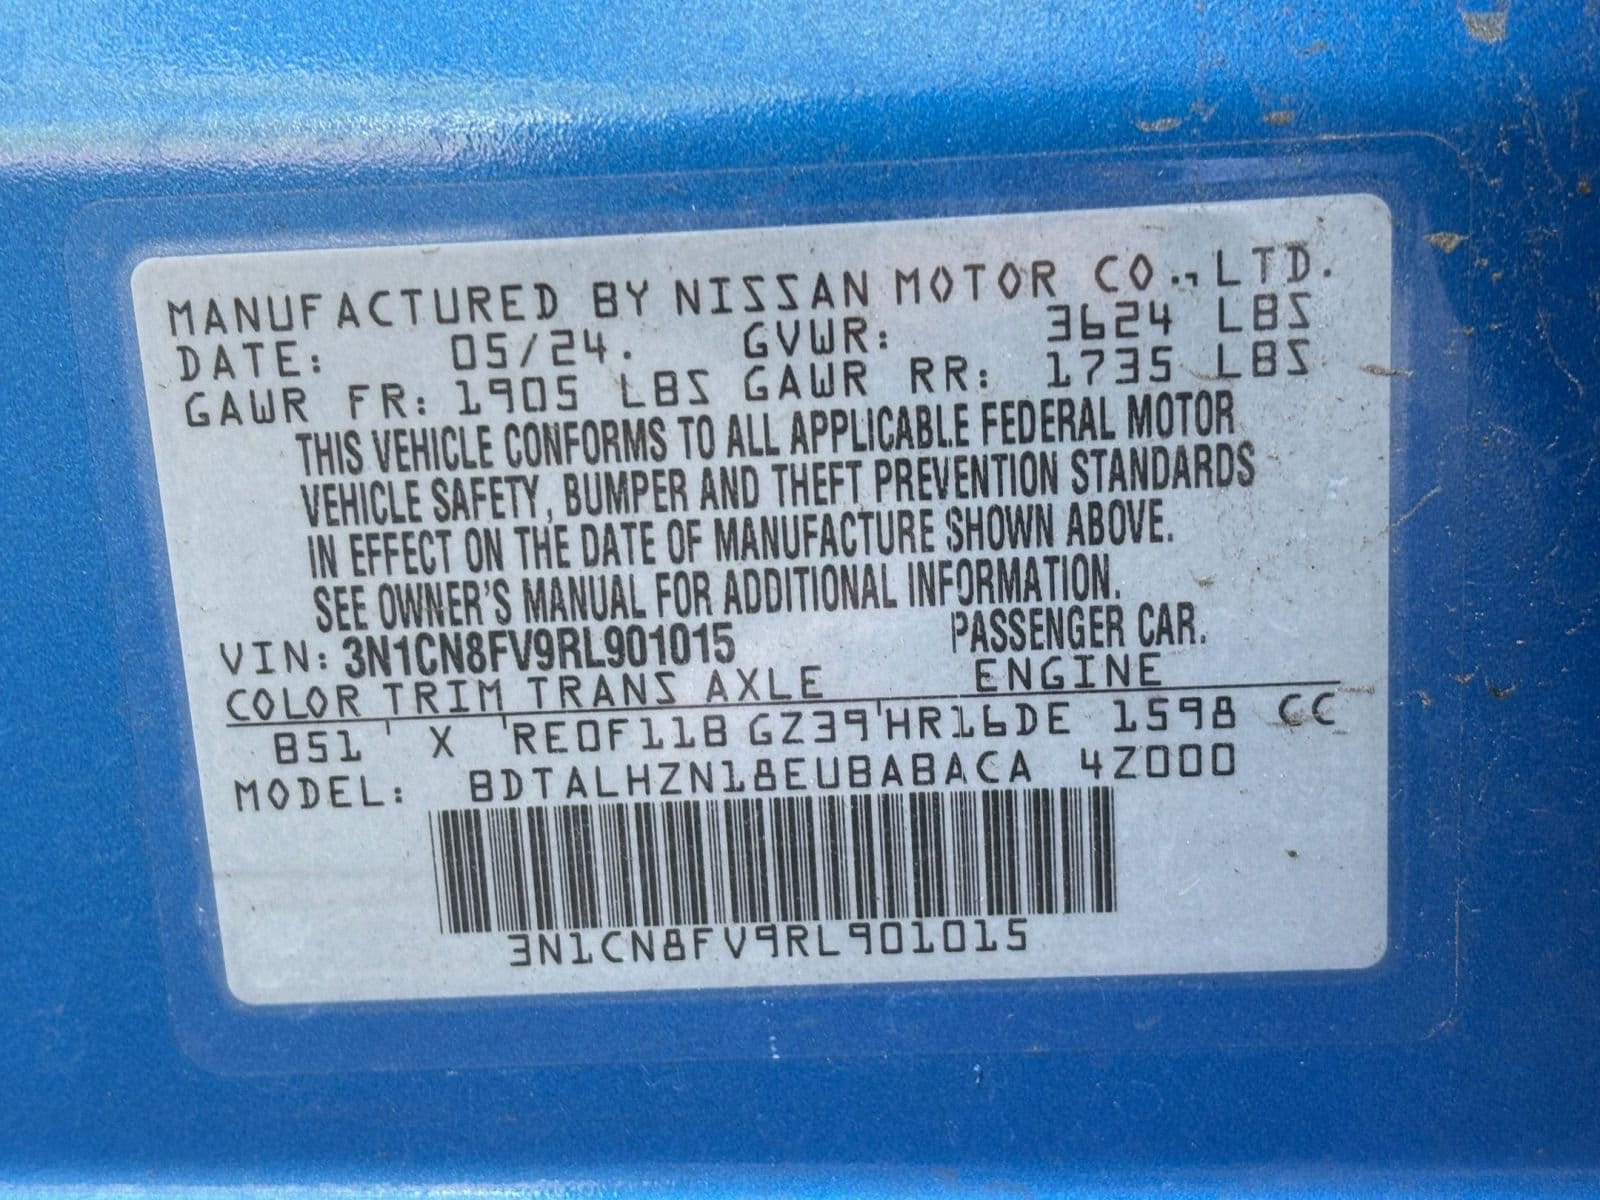 MANUFACTURED BY NISSAN MOTOR CO., LTD.
DATE: 05/24. GVWR: 3624 LBS
GAWR FR: 1905 LBS GAWR RR: 1735 LBS
THIS VEHICLE CONFORMS TO ALL APPLICABLE FEDERAL MOTOR
VEHICLE SAFETY, BUMPER AND THEFT PREVENTION STANDARDS
IN EFFECT ON THE DATE OF MANUFACTURE SHOWN ABOVE.
SEE OWNER'S MANUAL FOR ADDITIONAL INFORMATION.
VIN: 3N1CN8FV9RL901015 PASSENGER CAR.
COLOR TRIM TRANS AXLE ENGINE
B51 X RE0F11B GZ39 HR16DE 1598 CC
MODEL: BDTALHZN18EUBABACA 4Z000
3N1CN8FV9RL901015